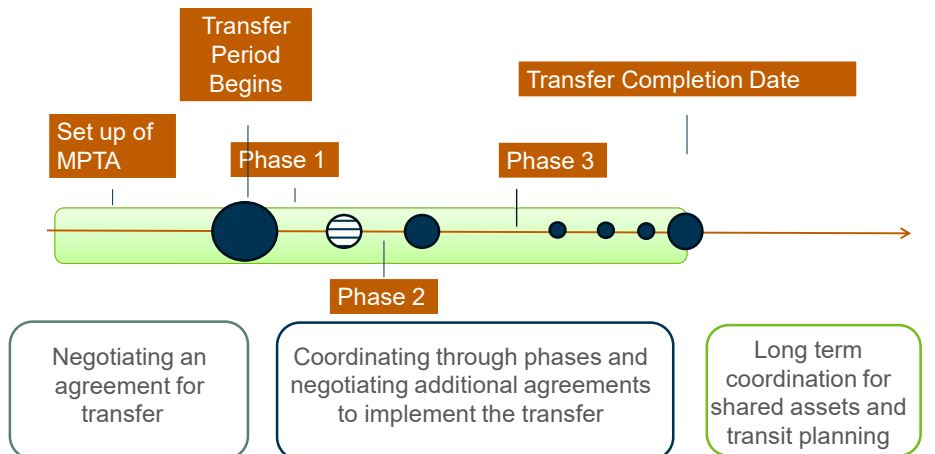 Transfer
Period
Begins
Transfer Completion Date
Set up of
MPTA
Phase 1
Phase 3
Phase 2
Negotiating an
agreement for
transfer
Coordinating through phases and
negotiating additional agreements
to implement the transfer
Long term
coordination for
shared assets and
transit planning